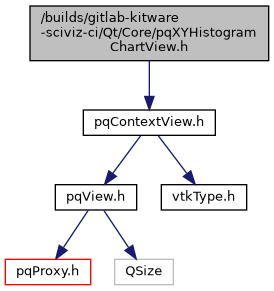 /builds/gitlab-kitware
-sciviz-ci/Qt/Core/pqXYHistogram
ChartView.h
pqContextView.h
pqView.h
vtkType.h
pqProxy.h
QSize